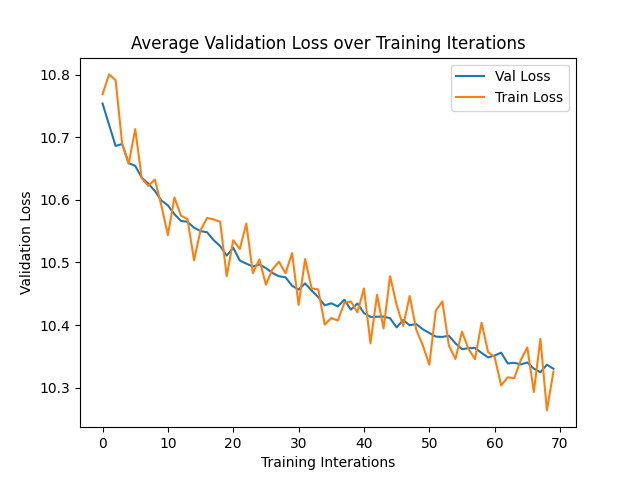 Average Validation Loss over Training Iterations
Val Loss
Train Loss
Validation Loss
10.8
10.7
10.6
10.5
10.4
10.3
0 10 20 30 40 50 60 70
Training Interations